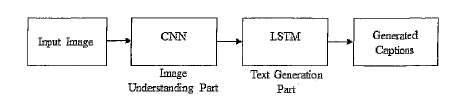 Input Image
CNN
LSTM
Generated
Captions
Image
Understanding Part
Text Generation
Part